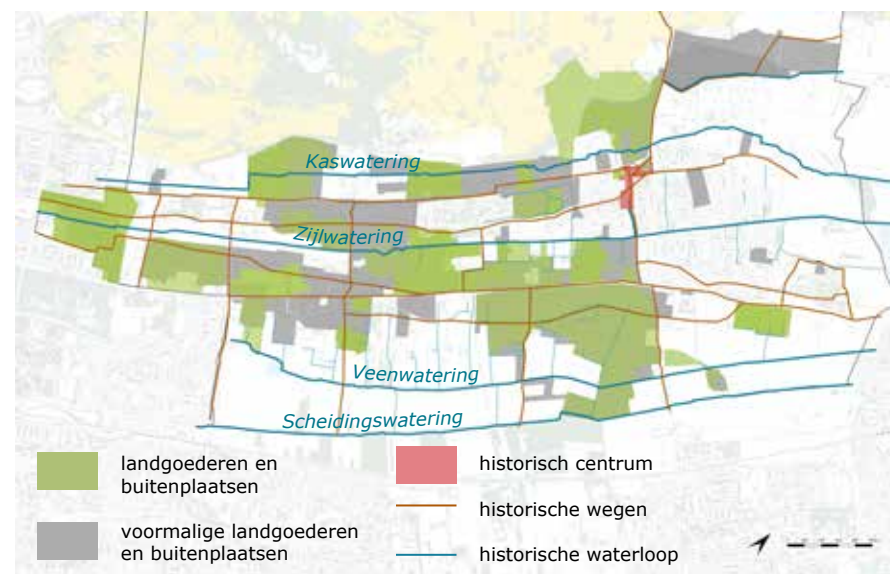 Kaswatering
Zijlwatering
Veenwatering
Scheidingswatering
landgoederen en
buitenplaatsen
voormalige landgoederen
en buitenplaatsen
historisch centrum
historische wegen
historische waterloop